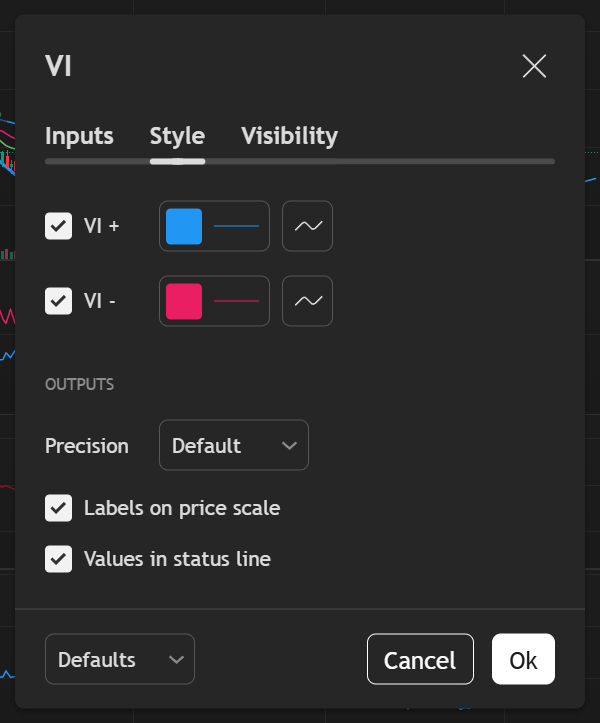 VI
Inputs Style Visibility
VI +
VI -
OUTPUTS
Precision Default
Labels on price scale
Values in status line
Defaults Cancel Ok